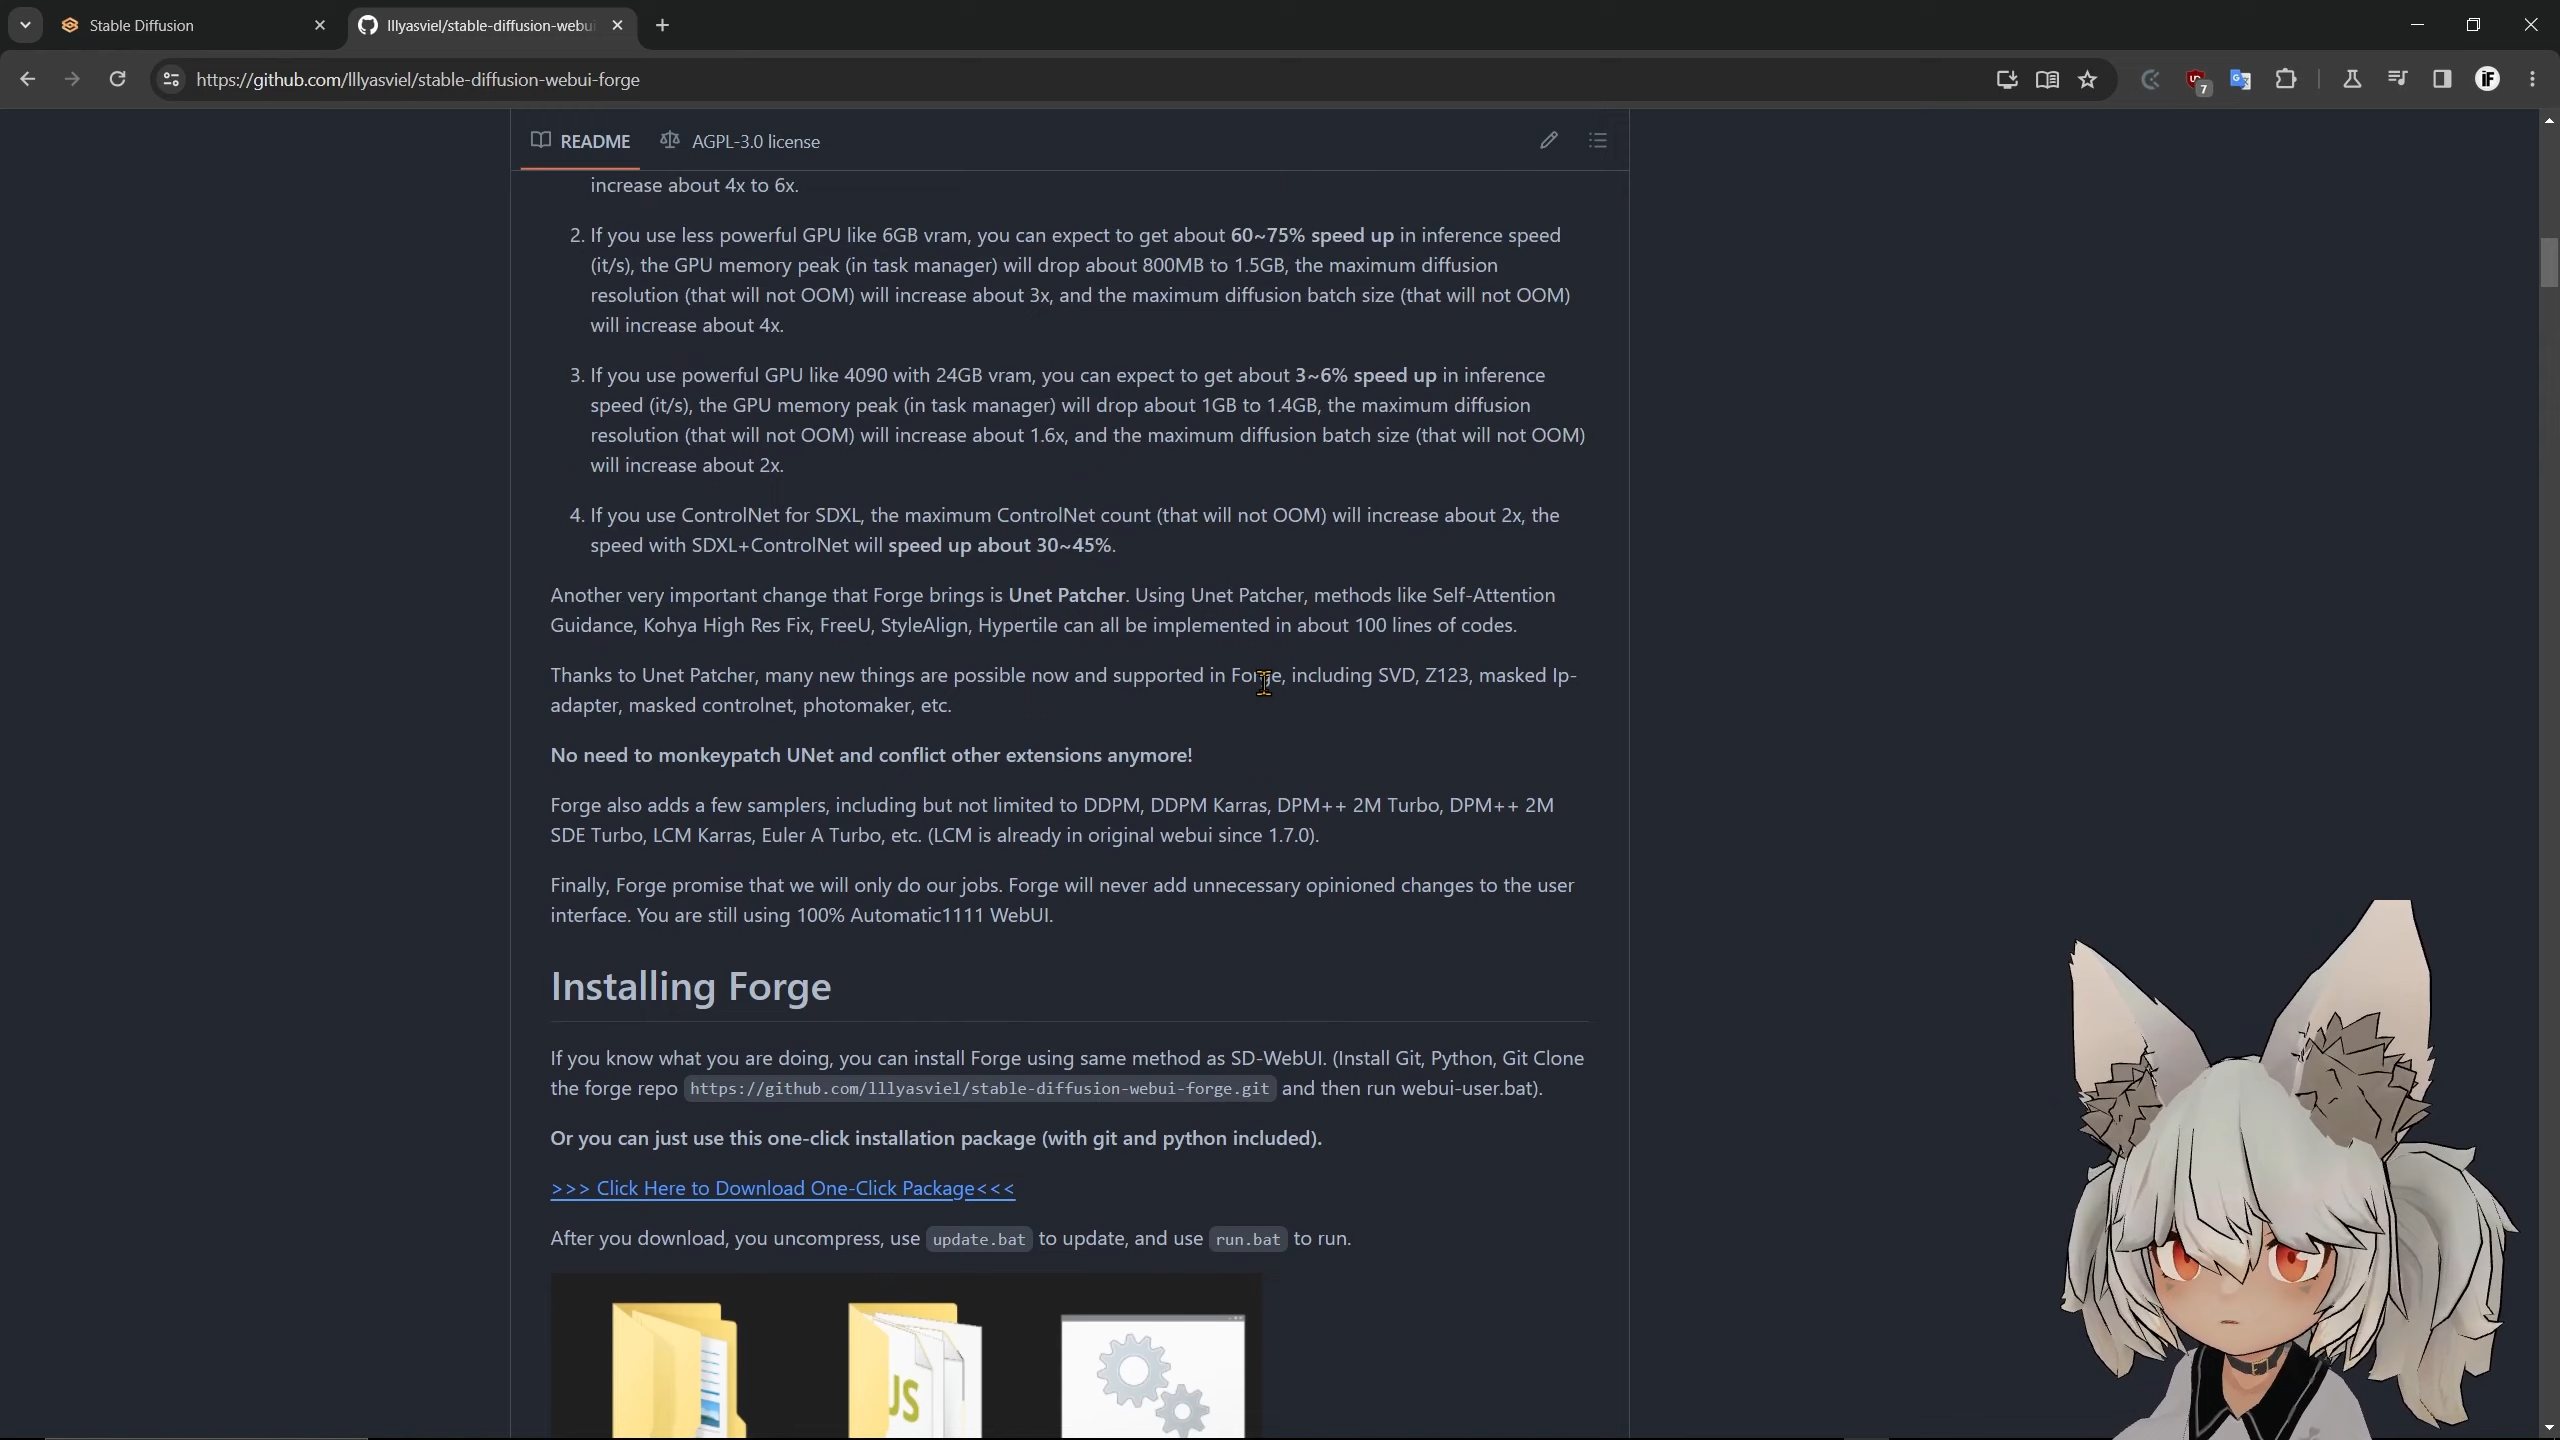 Stable Diffusion
lllyasviel/stable-diffusion-webui
https://github.com/lllyasviel/stable-diffusion-webui-forge
7
iF
README
AGPL-3.0 license
increase about 4x to 6x.
2. If you use less powerful GPU like 6GB vram, you can expect to get about 60~75% speed up in inference speed
(it/s), the GPU memory peak (in task manager) will drop about 800MB to 1.5GB, the maximum diffusion
resolution (that will not OOM) will increase about 3x, and the maximum diffusion batch size (that will not OOM)
will increase about 4x.
3. If you use powerful GPU like 4090 with 24GB vram, you can expect to get about 3~6% speed up in inference
speed (it/s), the GPU memory peak (in task manager) will drop about 1GB to 1.4GB, the maximum diffusion
resolution (that will not OOM) will increase about 1.6x, and the maximum diffusion batch size (that will not OOM)
will increase about 2x.
4. If you use ControlNet for SDXL, the maximum ControlNet count (that will not OOM) will increase about 2x, the
speed with SDXL+ControlNet will speed up about 30~45%.
Another very important change that Forge brings is Unet Patcher. Using Unet Patcher, methods like Self-Attention
Guidance, Kohya High Res Fix, FreeU, StyleAlign, Hypertile can all be implemented in about 100 lines of codes.
Thanks to Unet Patcher, many new things are possible now and supported in Forge, including SVD, Z123, masked Ip-
adapter, masked controlnet, photomaker, etc.
No need to monkeypatch UNet and conflict other extensions anymore!
Forge also adds a few samplers, including but not limited to DDPM, DDPM Karras, DPM++ 2M Turbo, DPM++ 2M
SDE Turbo, LCM Karras, Euler A Turbo, etc. (LCM is already in original webui since 1.7.0).
Finally, Forge promise that we will only do our jobs. Forge will never add unnecessary opinioned changes to the user
interface. You are still using 100% Automatic1111 WebUI.
Installing Forge
If you know what you are doing, you can install Forge using same method as SD-WebUI. (Install Git, Python, Git Clone
the forge repo https://github.com/lllyasviel/stable-diffusion-webui-forge.git and then run webui-user.bat).
Or you can just use this one-click installation package (with git and python included).
>>> Click Here to Download One-Click Package<<<
After you download, you uncompress, use update.bat to update, and use run.bat to run.
JS